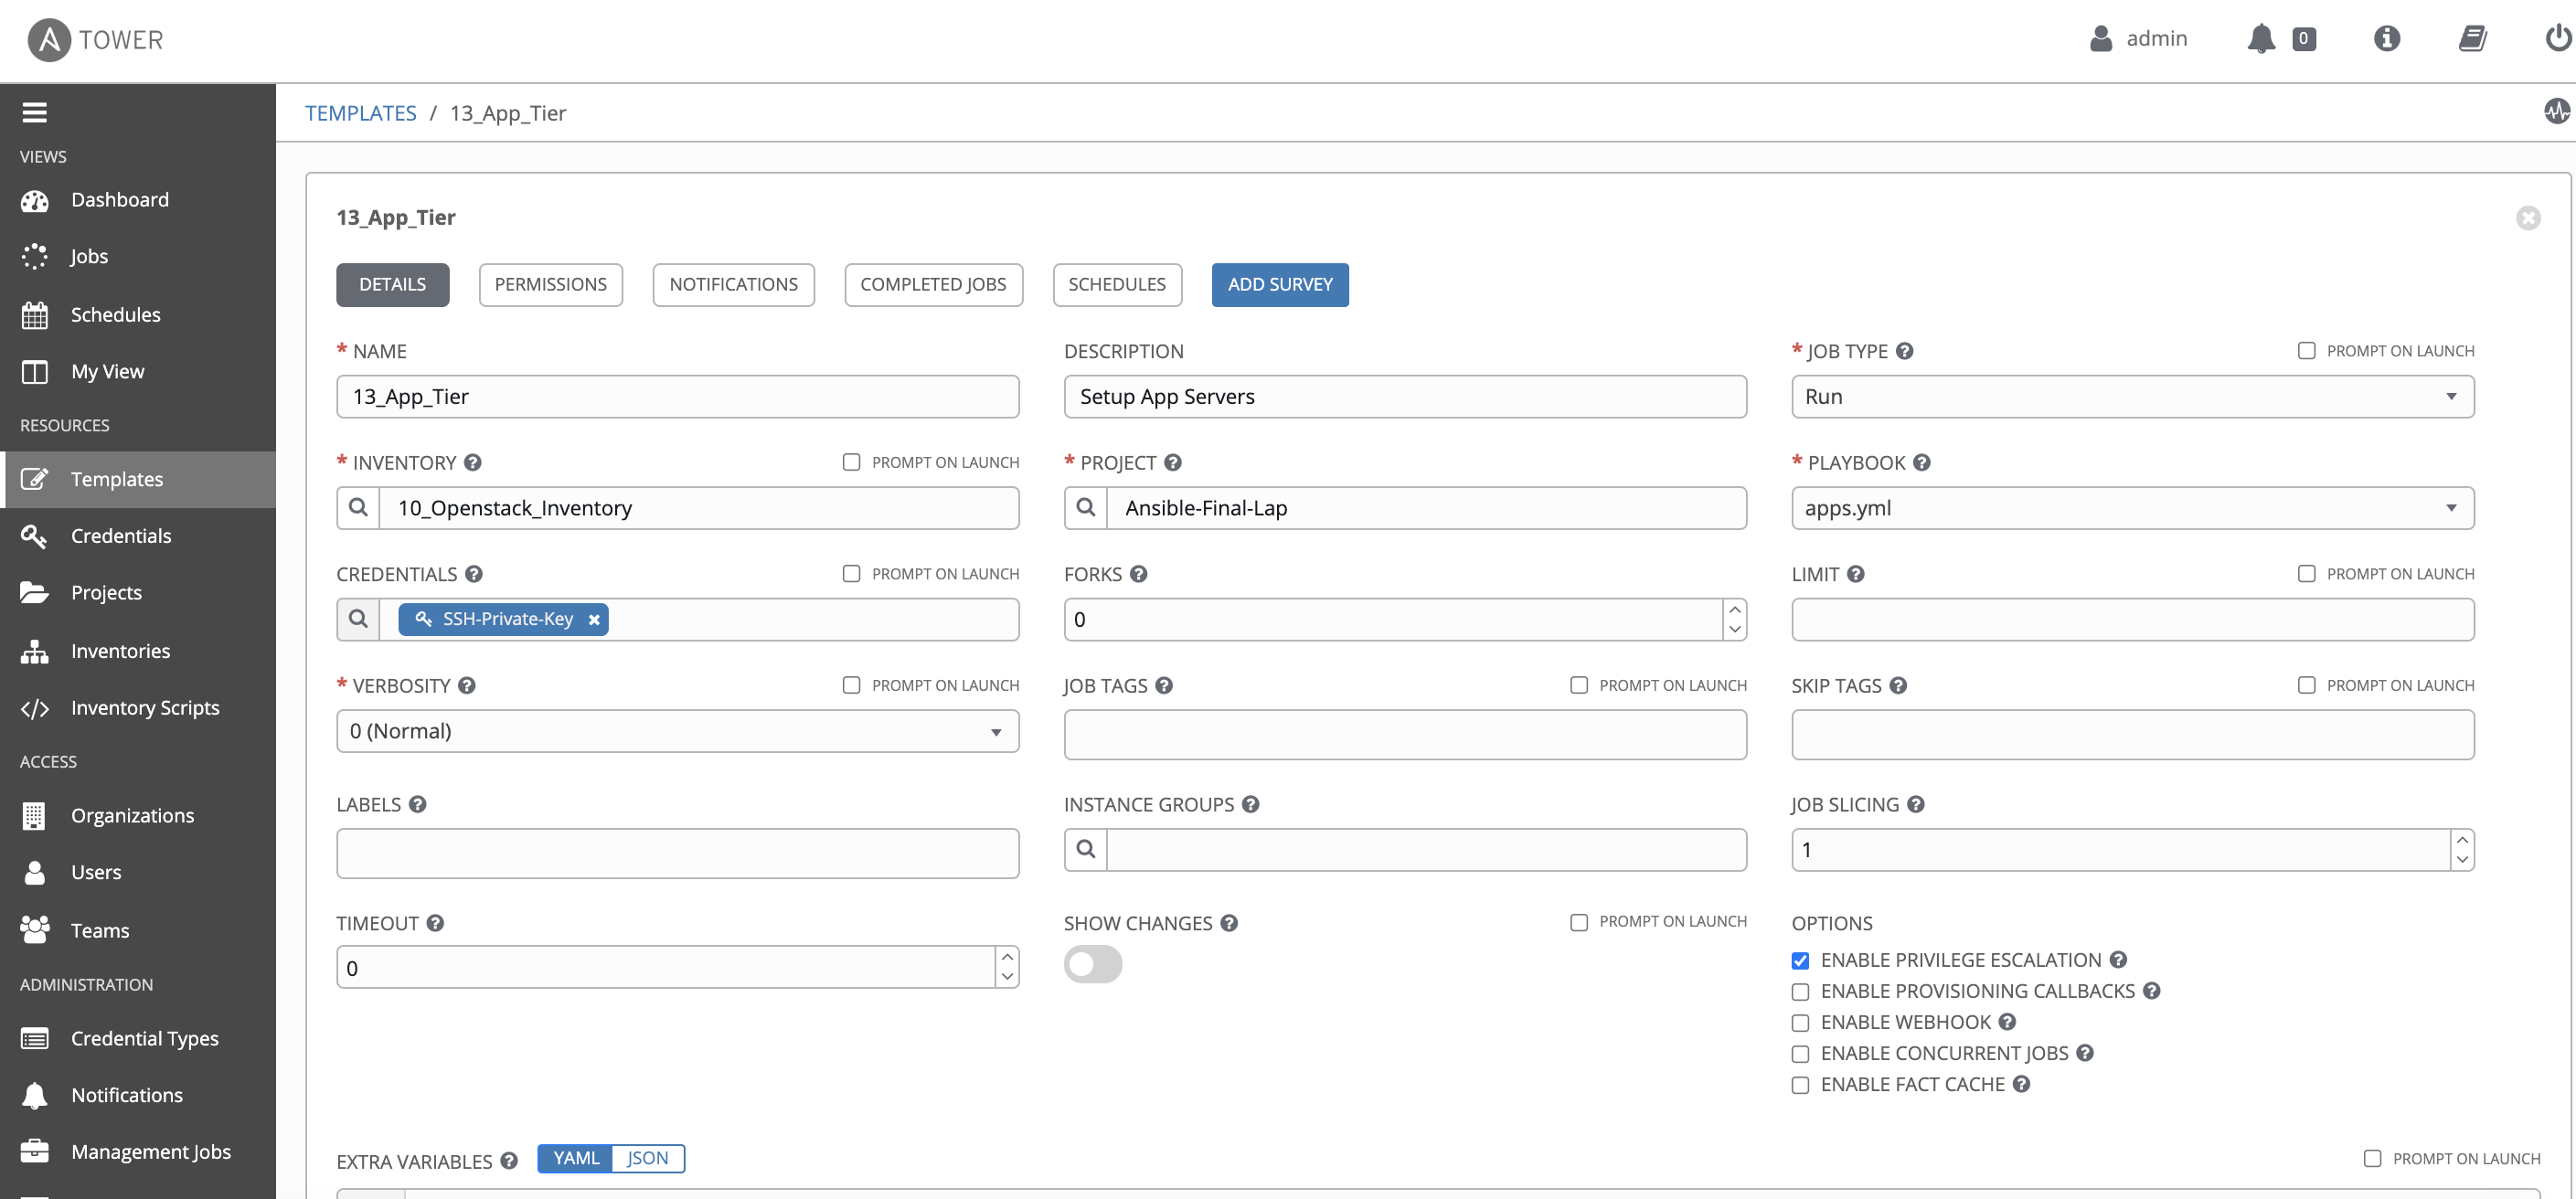 TOWER
admin
0
TEMPLATES / 13_App_Tier
VIEWS
Dashboard
Jobs
Schedules
My View
RESOURCES
Templates
Credentials
Projects
Inventories
Inventory Scripts
ACCESS
Organizations
Users
Teams
ADMINISTRATION
Credential Types
Notifications
Management Jobs
13_App_Tier
DETAILS PERMISSIONS NOTIFICATIONS COMPLETED JOBS SCHEDULES ADD SURVEY
* NAME
13_App_Tier
DESCRIPTION
Setup App Servers
* JOB TYPE PROMPT ON LAUNCH
Run
* INVENTORY PROMPT ON LAUNCH
10_Openstack_Inventory
* PROJECT
Ansible-Final-Lap
* PLAYBOOK
apps.yml
CREDENTIALS PROMPT ON LAUNCH
SSH-Private-Key
FORKS
0
LIMIT PROMPT ON LAUNCH
* VERBOSITY PROMPT ON LAUNCH
0 (Normal)
JOB TAGS PROMPT ON LAUNCH
SKIP TAGS PROMPT ON LAUNCH
LABELS
INSTANCE GROUPS
JOB SLICING
1
TIMEOUT
0
SHOW CHANGES PROMPT ON LAUNCH
OPTIONS
ENABLE PRIVILEGE ESCALATION
ENABLE PROVISIONING CALLBACKS
ENABLE WEBHOOK
ENABLE CONCURRENT JOBS
ENABLE FACT CACHE
EXTRA VARIABLES YAML JSON PROMPT ON LAUNCH